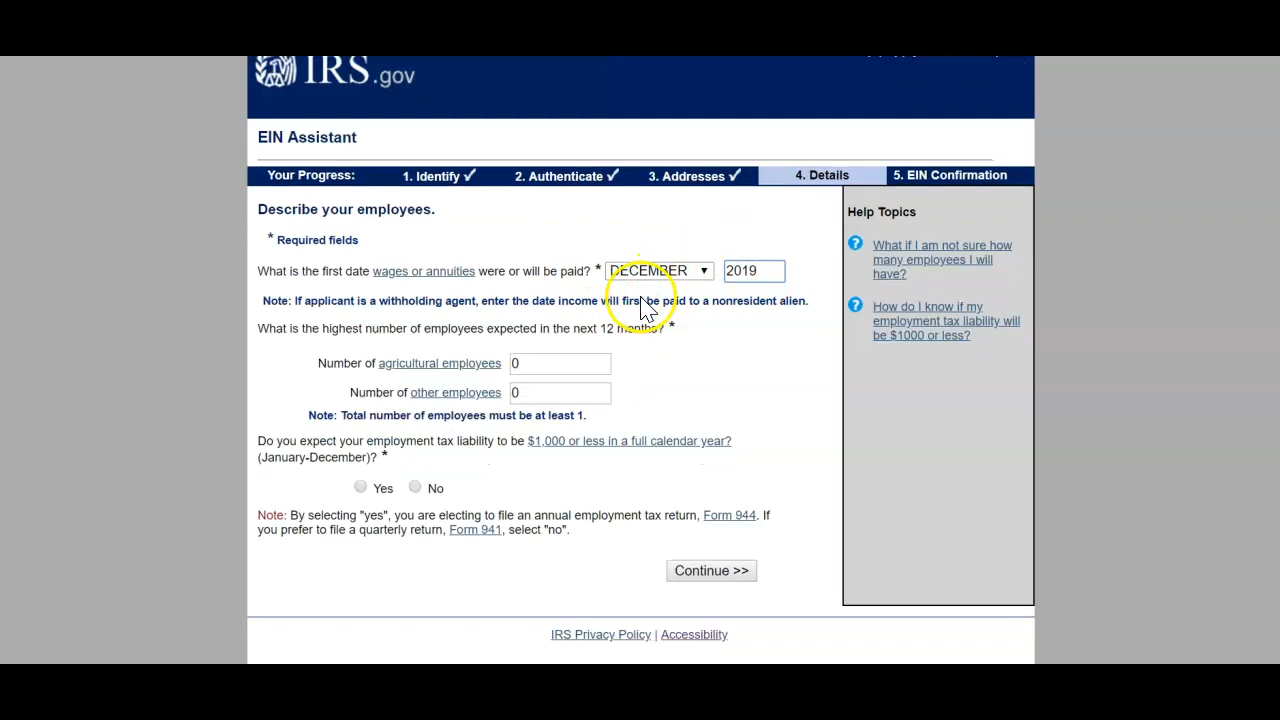 IRS.gov
EIN Assistant
Your Progress: 1. Identify ✓ 2. Authenticate ✓ 3. Addresses ✓ 4. Details 5. EIN Confirmation
Describe your employees.
* Required fields
What is the first date wages or annuities were or will be paid? * DECEMBER 2019
Note: If applicant is a withholding agent, enter the date income will first be paid to a nonresident alien.
What is the highest number of employees expected in the next 12 months? *
Number of agricultural employees 0
Number of other employees 0
Note: Total number of employees must be at least 1.
Do you expect your employment tax liability to be $1,000 or less in a full calendar year?
(January-December)? *
Yes No
Note: By selecting "yes", you are electing to file an annual employment tax return, Form 944. If
you prefer to file a quarterly return, Form 941, select "no".
Continue >>
Help Topics
What if I am not sure how
many employees I will
have?
How do I know if my
employment tax liability will
be $1000 or less?
IRS Privacy Policy | Accessibility